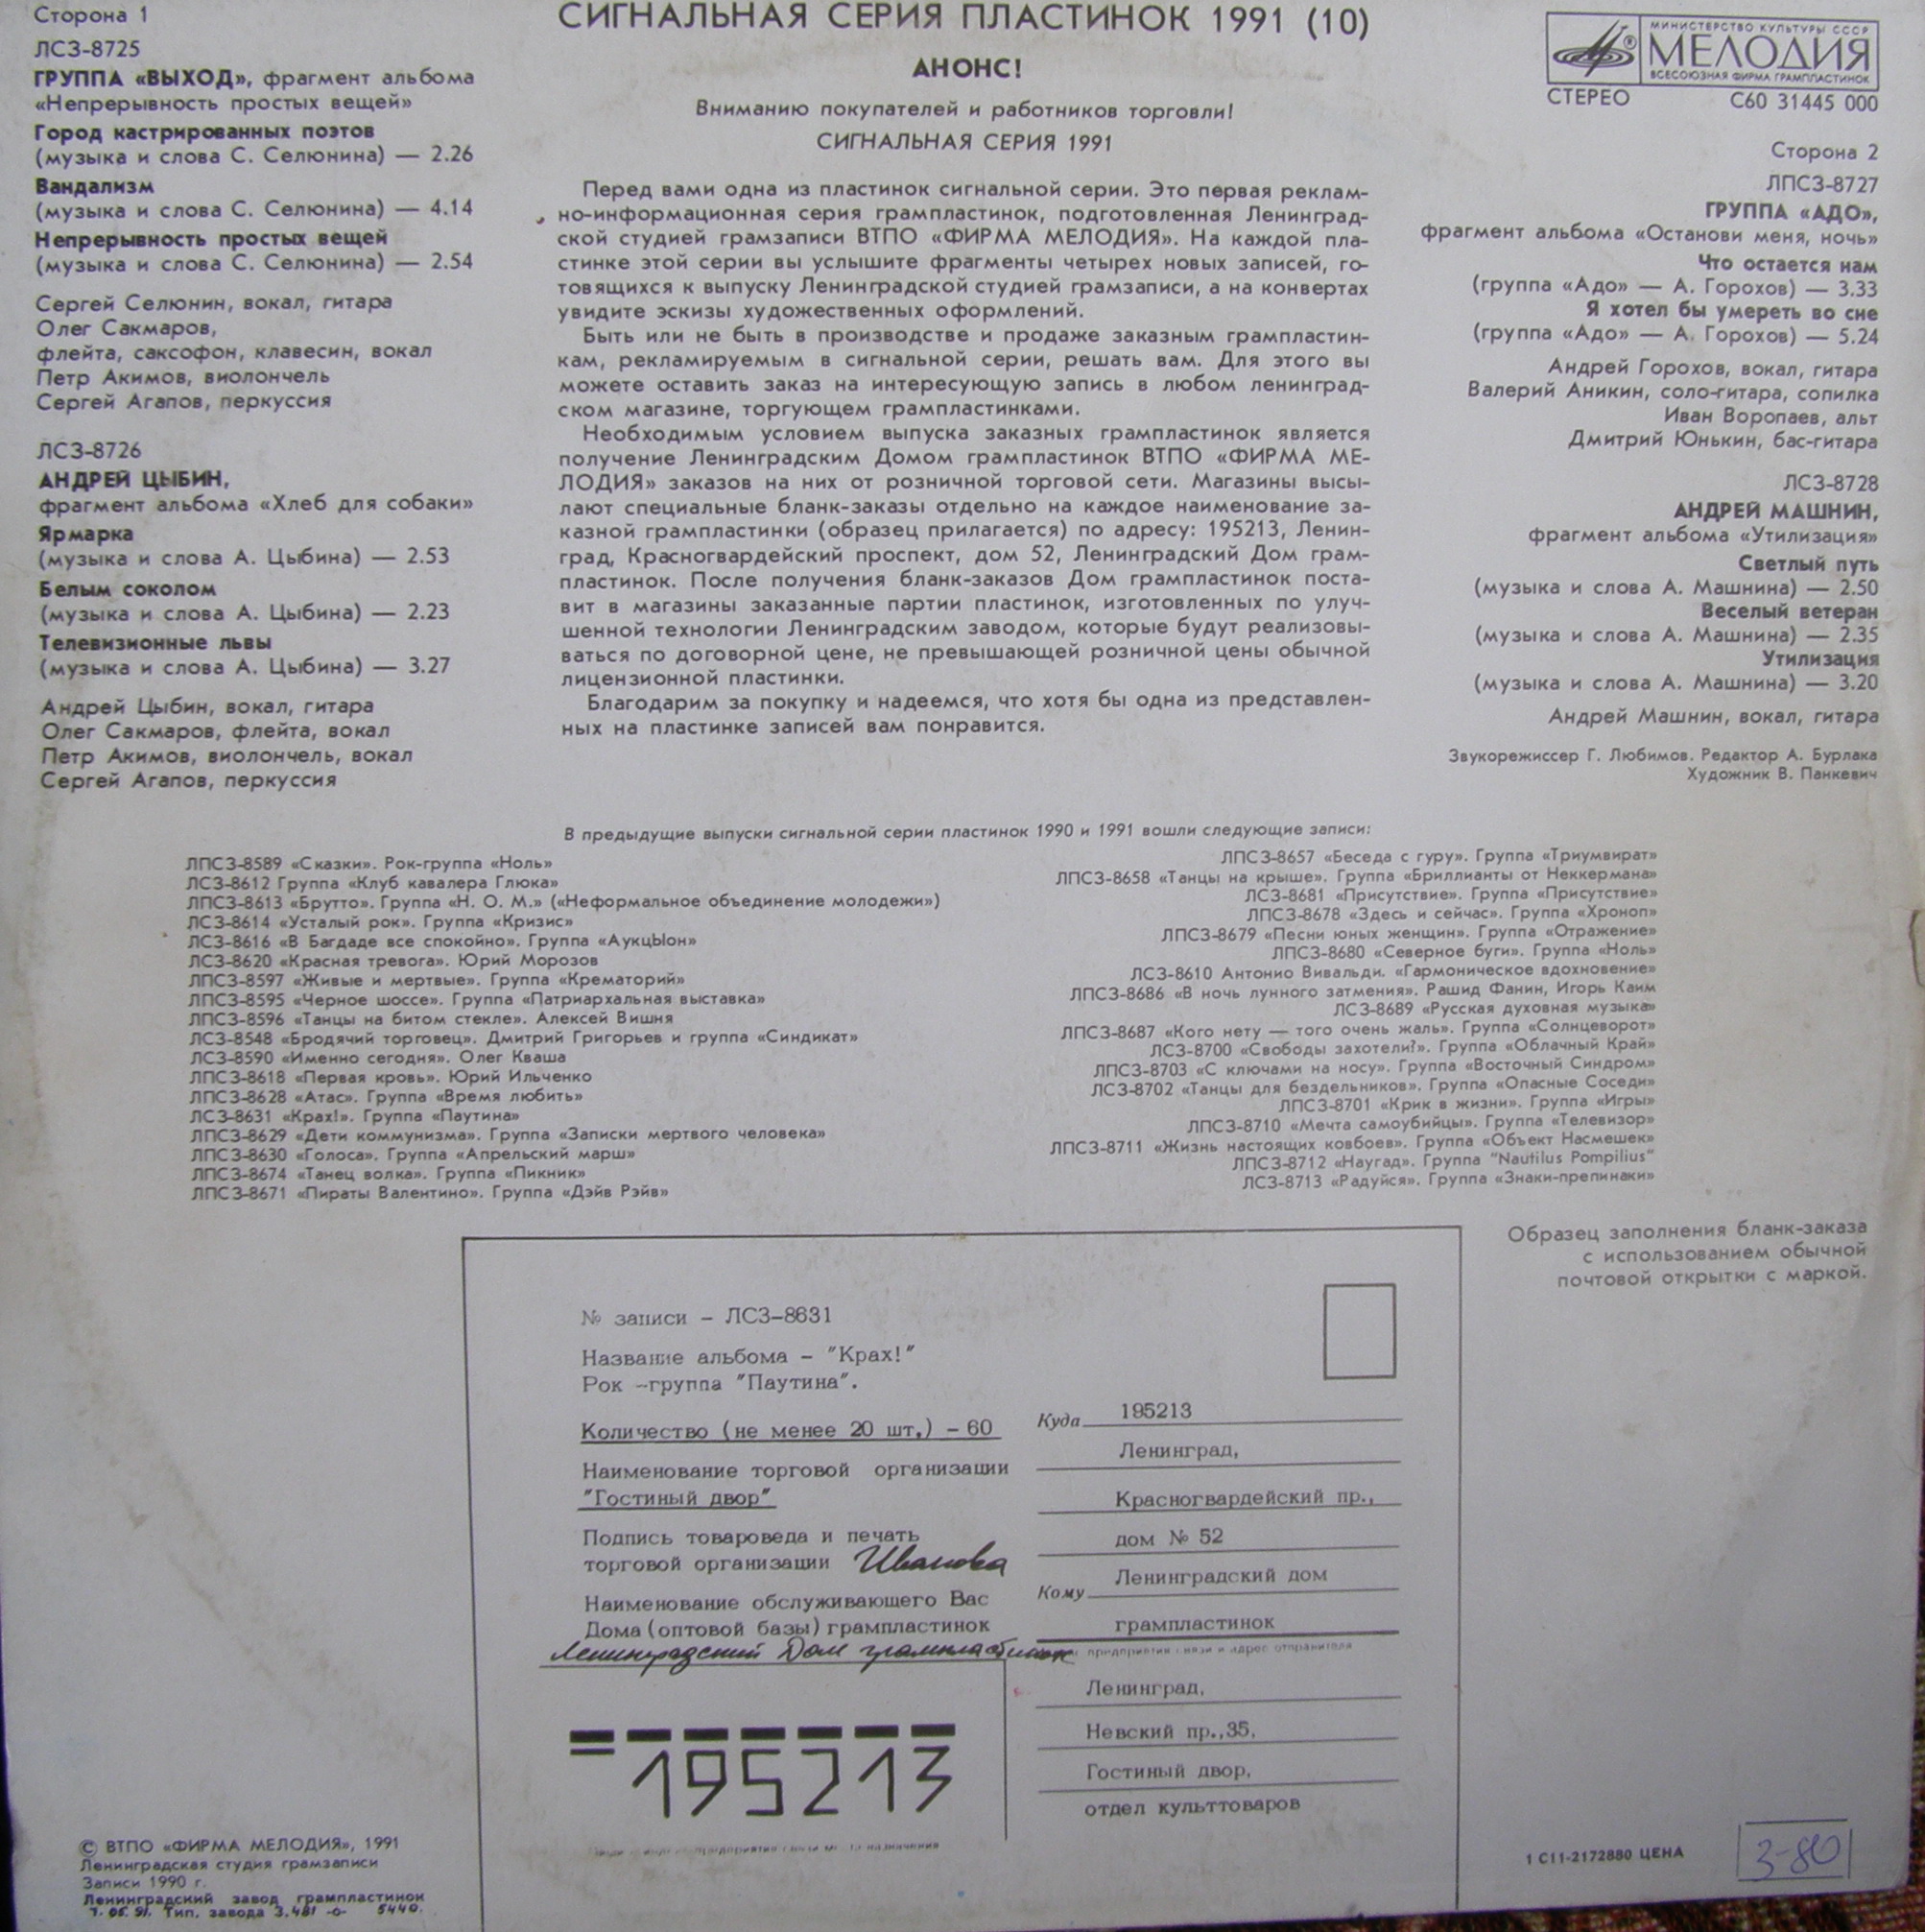 Сторона 1
ЛСЗ-8725
ГРУППА «ВЫХОД», фрагмент альбома
«Непрерывность простых вещей»
Город кастрированных поэтов
(музыка и слова С. Селюнина) — 2.26
Вандализм
(музыка и слова С. Селюнина) — 4.14
Непрерывность простых вещей
(музыка и слова С. Селюнина) — 2.54
Сергей Селюнин, вокал, гитара
Олег Сакмаров,
флейта, саксофон, клавесин, вокал
Петр Акимов, виолончель
Сергей Агапов, перкуссия
ЛСЗ-8726
АНДРЕЙ ЦЫБИН,
фрагмент альбома «Хлеб для собаки»
Ярмарка
(музыка и слова А. Цыбина) — 2.53
Белым соколом
(музыка и слова А. Цыбина) — 2.23
Телевизионные львы
(музыка и слова А. Цыбина) — 3.27
Андрей Цыбин, вокал, гитара
Олег Сакмаров, флейта, вокал
Петр Акимов, виолончель, вокал
Сергей Агапов, перкуссия
СИГНАЛЬНАЯ СЕРИЯ ПЛАСТИНОК 1991 (10)
АНОНС!
Вниманию покупателей и работников торговли!
СИГНАЛЬНАЯ СЕРИЯ 1991
Перед вами одна из пластинок сигнальной серии. Это первая реклам-
но-информационная серия грампластинок, подготовленная Ленинград-
ской студией грамзаписи ВТПО «ФИРМА МЕЛОДИЯ». На каждой пла-
стинке этой серии вы услышите фрагменты четырех новых записей, го-
товящихся к выпуску Ленинградской студией грамзаписи, а на конвертах
увидите эскизы художественных оформлений.
Быть или не быть в производстве и продаже заказным грампластин-
кам, рекламируемым в сигнальной серии, решать вам. Для этого вы
можете оставить заказ на интересующую запись в любом ленинград-
ском магазине, торгующем грампластинками.
Необходимым условием выпуска заказных грампластинок является
получение Ленинградским Домом грампластинок ВТПО «ФИРМА МЕ-
ЛОДИЯ» заказов на них от розничной торговой сети. Магазины высы-
лают специальные бланк-заказы отдельно на каждое наименование за-
казной грампластинки (образец прилагается) по адресу: 195213, Ленин-
град, Красногвардейский проспект, дом 52, Ленинградский Дом грам-
пластинок. После получения бланк-заказов Дом грампластинок поста-
вит в магазины заказанные партии пластинок, изготовленных по улуч-
шенной технологии Ленинградским заводом, которые будут реализовы-
ваться по договорной цене, не превышающей розничной цены обычной
лицензионной пластинки.
Благодарим за покупку и надеемся, что хотя бы одна из представлен-
ных на пластинке записей вам понравится.
МИНИСТЕРСТВО КУЛЬТУРЫ СССР
МЕЛОДИЯ
ВСЕСОЮЗНАЯ ФИРМА ГРАМПЛАСТИНОК
СТЕРЕО С60 31445 000
Сторона 2
ЛПСЗ-8727
ГРУППА «АДО»,
фрагмент альбома «Останови меня, ночь»
Что остается нам
(группа «Адо» — А. Горохов) — 3.33
Я хотел бы умереть во сне
(группа «Адо» — А. Горохов) — 5.24
Андрей Горохов, вокал, гитара
Валерий Аникин, соло-гитара, сопилка
Иван Воропаев, альт
Дмитрий Юнькин, бас-гитара
ЛСЗ-8728
АНДРЕЙ МАШНИН,
фрагмент альбома «Утилизация»
Светлый путь
(музыка и слова А. Машнина) — 2.50
Веселый ветеран
(музыка и слова А. Машнина) — 2.35
Утилизация
(музыка и слова А. Машнина) — 3.20
Андрей Машнин, вокал, гитара
Звукорежиссер Г. Любимов. Редактор А. Бурлака
Художник В. Панкевич
В предыдущие выпуски сигнальной серии пластинок 1990 и 1991 вошли следующие записи:
ЛПСЗ-8589 «Сказки». Рок-группа «Ноль»
ЛСЗ-8612 Группа «Клуб кавалера Глюка»
ЛПСЗ-8613 «Брутто». Группа «Н. О. М.» («Неформальное объединение молодежи»)
ЛСЗ-8614 «Усталый рок». Группа «Кризис»
ЛСЗ-8616 «В Багдаде все спокойно». Группа «АукцЫон»
ЛСЗ-8620 «Красная тревога». Юрий Морозов
ЛПСЗ-8597 «Живые и мертвые». Группа «Крематорий»
ЛПСЗ-8595 «Черное шоссе». Группа «Патриархальная выставка»
ЛПСЗ-8596 «Танцы на битом стекле». Алексей Вишня
ЛСЗ-8548 «Бродячий торговец». Дмитрий Григорьев и группа «Синдикат»
ЛСЗ-8590 «Именно сегодня». Олег Кваша
ЛПСЗ-8618 «Первая кровь». Юрий Ильченко
ЛПСЗ-8628 «Атас». Группа «Время любить»
ЛСЗ-8631 «Крах!». Группа «Паутина»
ЛПСЗ-8629 «Дети коммунизма». Группа «Записки мертвого человека»
ЛПСЗ-8630 «Голоса». Группа «Апрельский марш»
ЛПСЗ-8674 «Танец волка». Группа «Пикник»
ЛПСЗ-8671 «Пираты Валентино». Группа «Дэйв Рэйв»
ЛПСЗ-8657 «Беседа с гуру». Группа «Триумвират»
ЛПСЗ-8658 «Танцы на крыше». Группа «Бриллианты от Неккермана»
ЛСЗ-8681 «Присутствие». Группа «Присутствие»
ЛПСЗ-8678 «Здесь и сейчас». Группа «Хроноп»
ЛПСЗ-8679 «Песни юных женщин». Группа «Отражение»
ЛПСЗ-8680 «Северное буги». Группа «Ноль»
ЛСЗ-8610 Антонио Вивальди. «Гармоническое вдохновение»
ЛПСЗ-8686 «В ночь лунного затмения». Рашид Фанин, Игорь Каим
ЛСЗ-8689 «Русская духовная музыка»
ЛПСЗ-8687 «Кого нету — того очень жаль». Группа «Солнцеворот»
ЛСЗ-8700 «Свободы захотели?». Группа «Облачный Край»
ЛПСЗ-8703 «С ключами на носу». Группа «Восточный Синдром»
ЛСЗ-8702 «Танцы для бездельников». Группа «Опасные Соседи»
ЛПСЗ-8701 «Крик в жизни». Группа «Игры»
ЛПСЗ-8710 «Мечта самоубийцы». Группа «Телевизор»
ЛПСЗ-8711 «Жизнь настоящих ковбоев». Группа «Объект Насмешек»
ЛПСЗ-8712 «Наугад». Группа "Nautilus Pompilius"
ЛСЗ-8713 «Радуйся». Группа «Знаки-препинаки»
Образец заполнения бланк-заказа
с использованием обычной
почтовой открытки с маркой.
№ записи – ЛСЗ–8631
Название альбома – "Крах!"
Рок –группа "Паутина".
Количество (не менее 20 шт.) – 60
Наименование торговой организации
"Гостиный двор"
Подпись товароведа и печать
торговой организации Иванова
Наименование обслуживающего Вас
Дома (оптовой базы) грампластинок
Ленинградский Дом грампластинок
195213
Куда 195213
Ленинград,
Красногвардейский пр.,
дом № 52
Кому Ленинградский дом
грампластинок
предприятия связи и адрес отправителя
Ленинград,
Невский пр.,35,
Гостиный двор,
отдел культтоваров
© ВТПО «ФИРМА МЕЛОДИЯ», 1991
Ленинградская студия грамзаписи
Записи 1990 г.
Ленинградский завод грампластинок
7. 05. 91. Тип. завода З. 481 -0- 5440.
1 С11-2172880 ЦЕНА 3-80